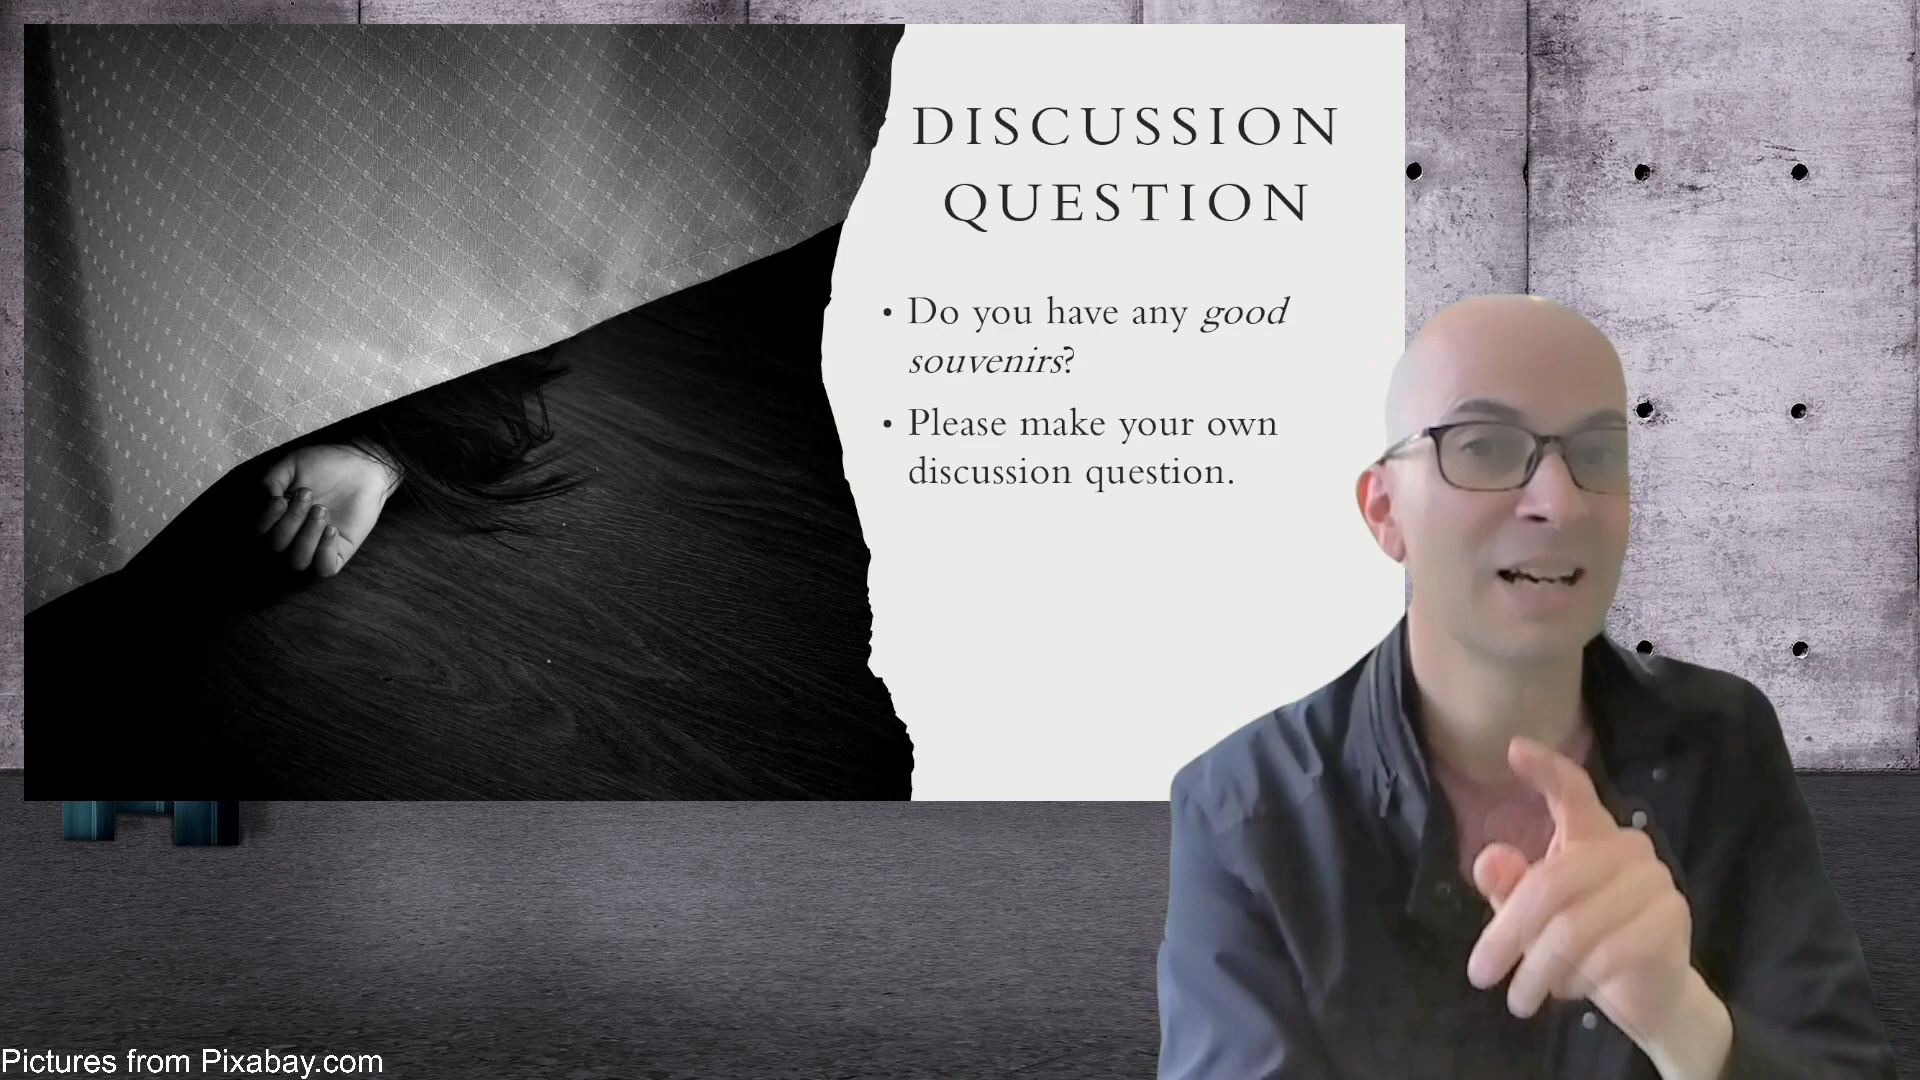 DISCUSSION
QUESTION
• Do you have any good
souvenirs?
• Please make your own
discussion question.
Pictures from Pixabay.com